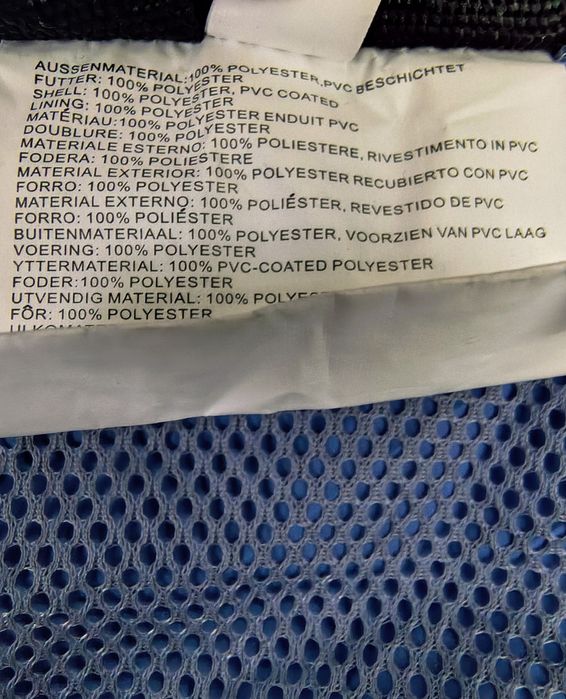 AUSSENMATERIAL:100% POLYESTER,PVC BESCHICHTET
FUTTER: 100% POLYESTER
SHELL: 100% POLYESTER, PVC COATED
LINING: 100% POLYESTER
MATÉRIAU:100% POLYESTER ENDUIT PVC
DOUBLURE: 100% POLYESTER
MATERIALE ESTERNO: 100% POLIESTERE, RIVESTIMENTO IN PVC
FODERA: 100% POLIESTERE
MATERIAL EXTERIOR: 100% POLYESTER RECUBIERTO CON PVC
FORRO: 100% POLYESTER
MATERIAL EXTERNO: 100% POLIÉSTER, REVESTIDO DE PVC
FORRO: 100% POLIÉSTER
BUITENMATERIAAL: 100% POLYESTER, VOORZIEN VAN PVC LAAG
VOERING: 100% POLYESTER
YTTERMATERIAL: 100% PVC-COATED POLYESTER
FODER: 100% POLYESTER
UTVENDIG MATERIAL: 100%
FÔR: 100% POLYESTER